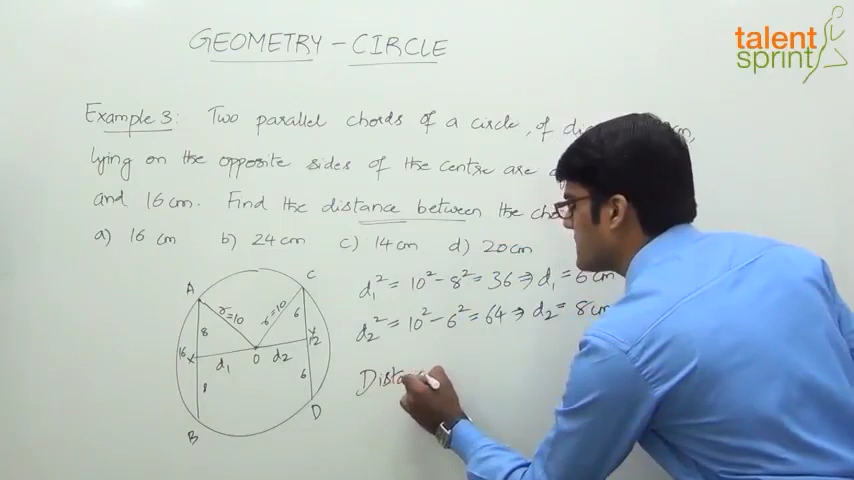 talent
sprint
GEOMETRY - CIRCLE
Example 3: Two parallel chords of a circle, of
lying on the opposite sides of the centre are
and 16 cm. Find the distance between the
a) 16 cm b) 24 cm c) 14 cm d) 20 cm
d₁² = 10² - 8² = 36 ⇒ d₁ = 6 cm
d₂² = 10² - 6² = 64 ⇒ d₂ = 8 cm
A
C
r=10
r=10
8
6
16
X
O
Y
12
d₁
d₂
6
B
D